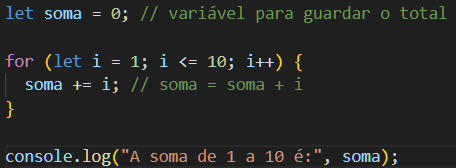 let soma = 0; // variável para guardar o total
for (let i = 1; i <= 10; i++) {
  soma += i; // soma = soma + i
}
console.log("A soma de 1 a 10 é:", soma);